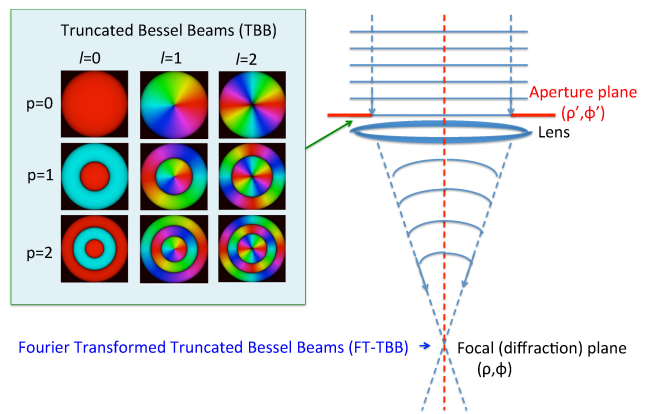 Truncated Bessel Beams (TBB)
l=0 l=1 l=2
p=0
p=1
p=2
Aperture plane
(ρ’,ϕ’)
Lens
Fourier Transformed Truncated Bessel Beams (FT-TBB)
Focal (diffraction) plane
(ρ,ϕ)